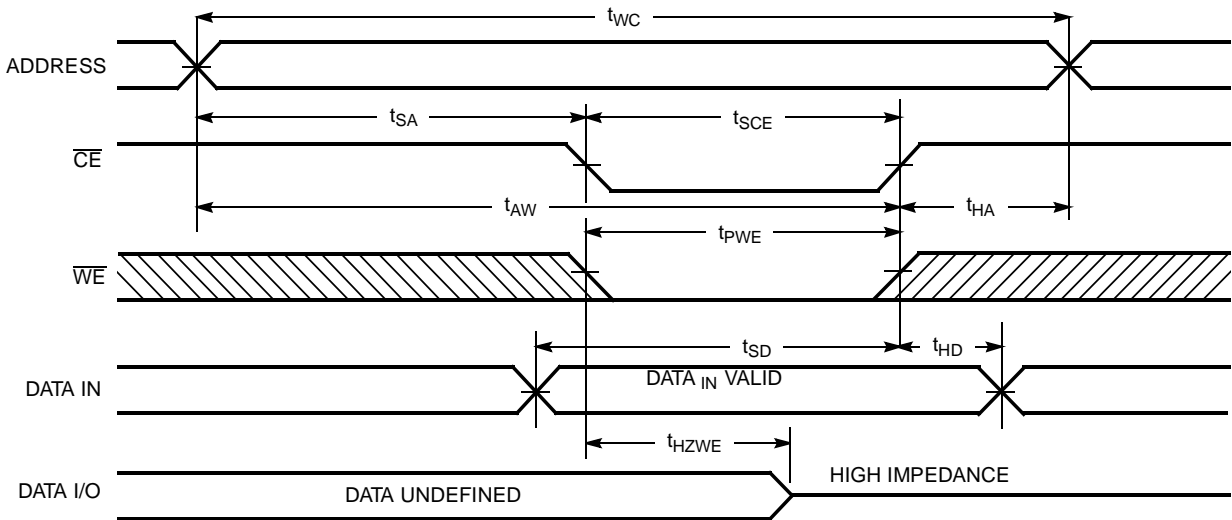 tWC
ADDRESS
tSA
tSCE
CE
tAW
tHA
tPWE
WE
tSD
tHD
DATA IN VALID
DATA IN
tHZWE
HIGH IMPEDANCE
DATA I/O
DATA UNDEFINED